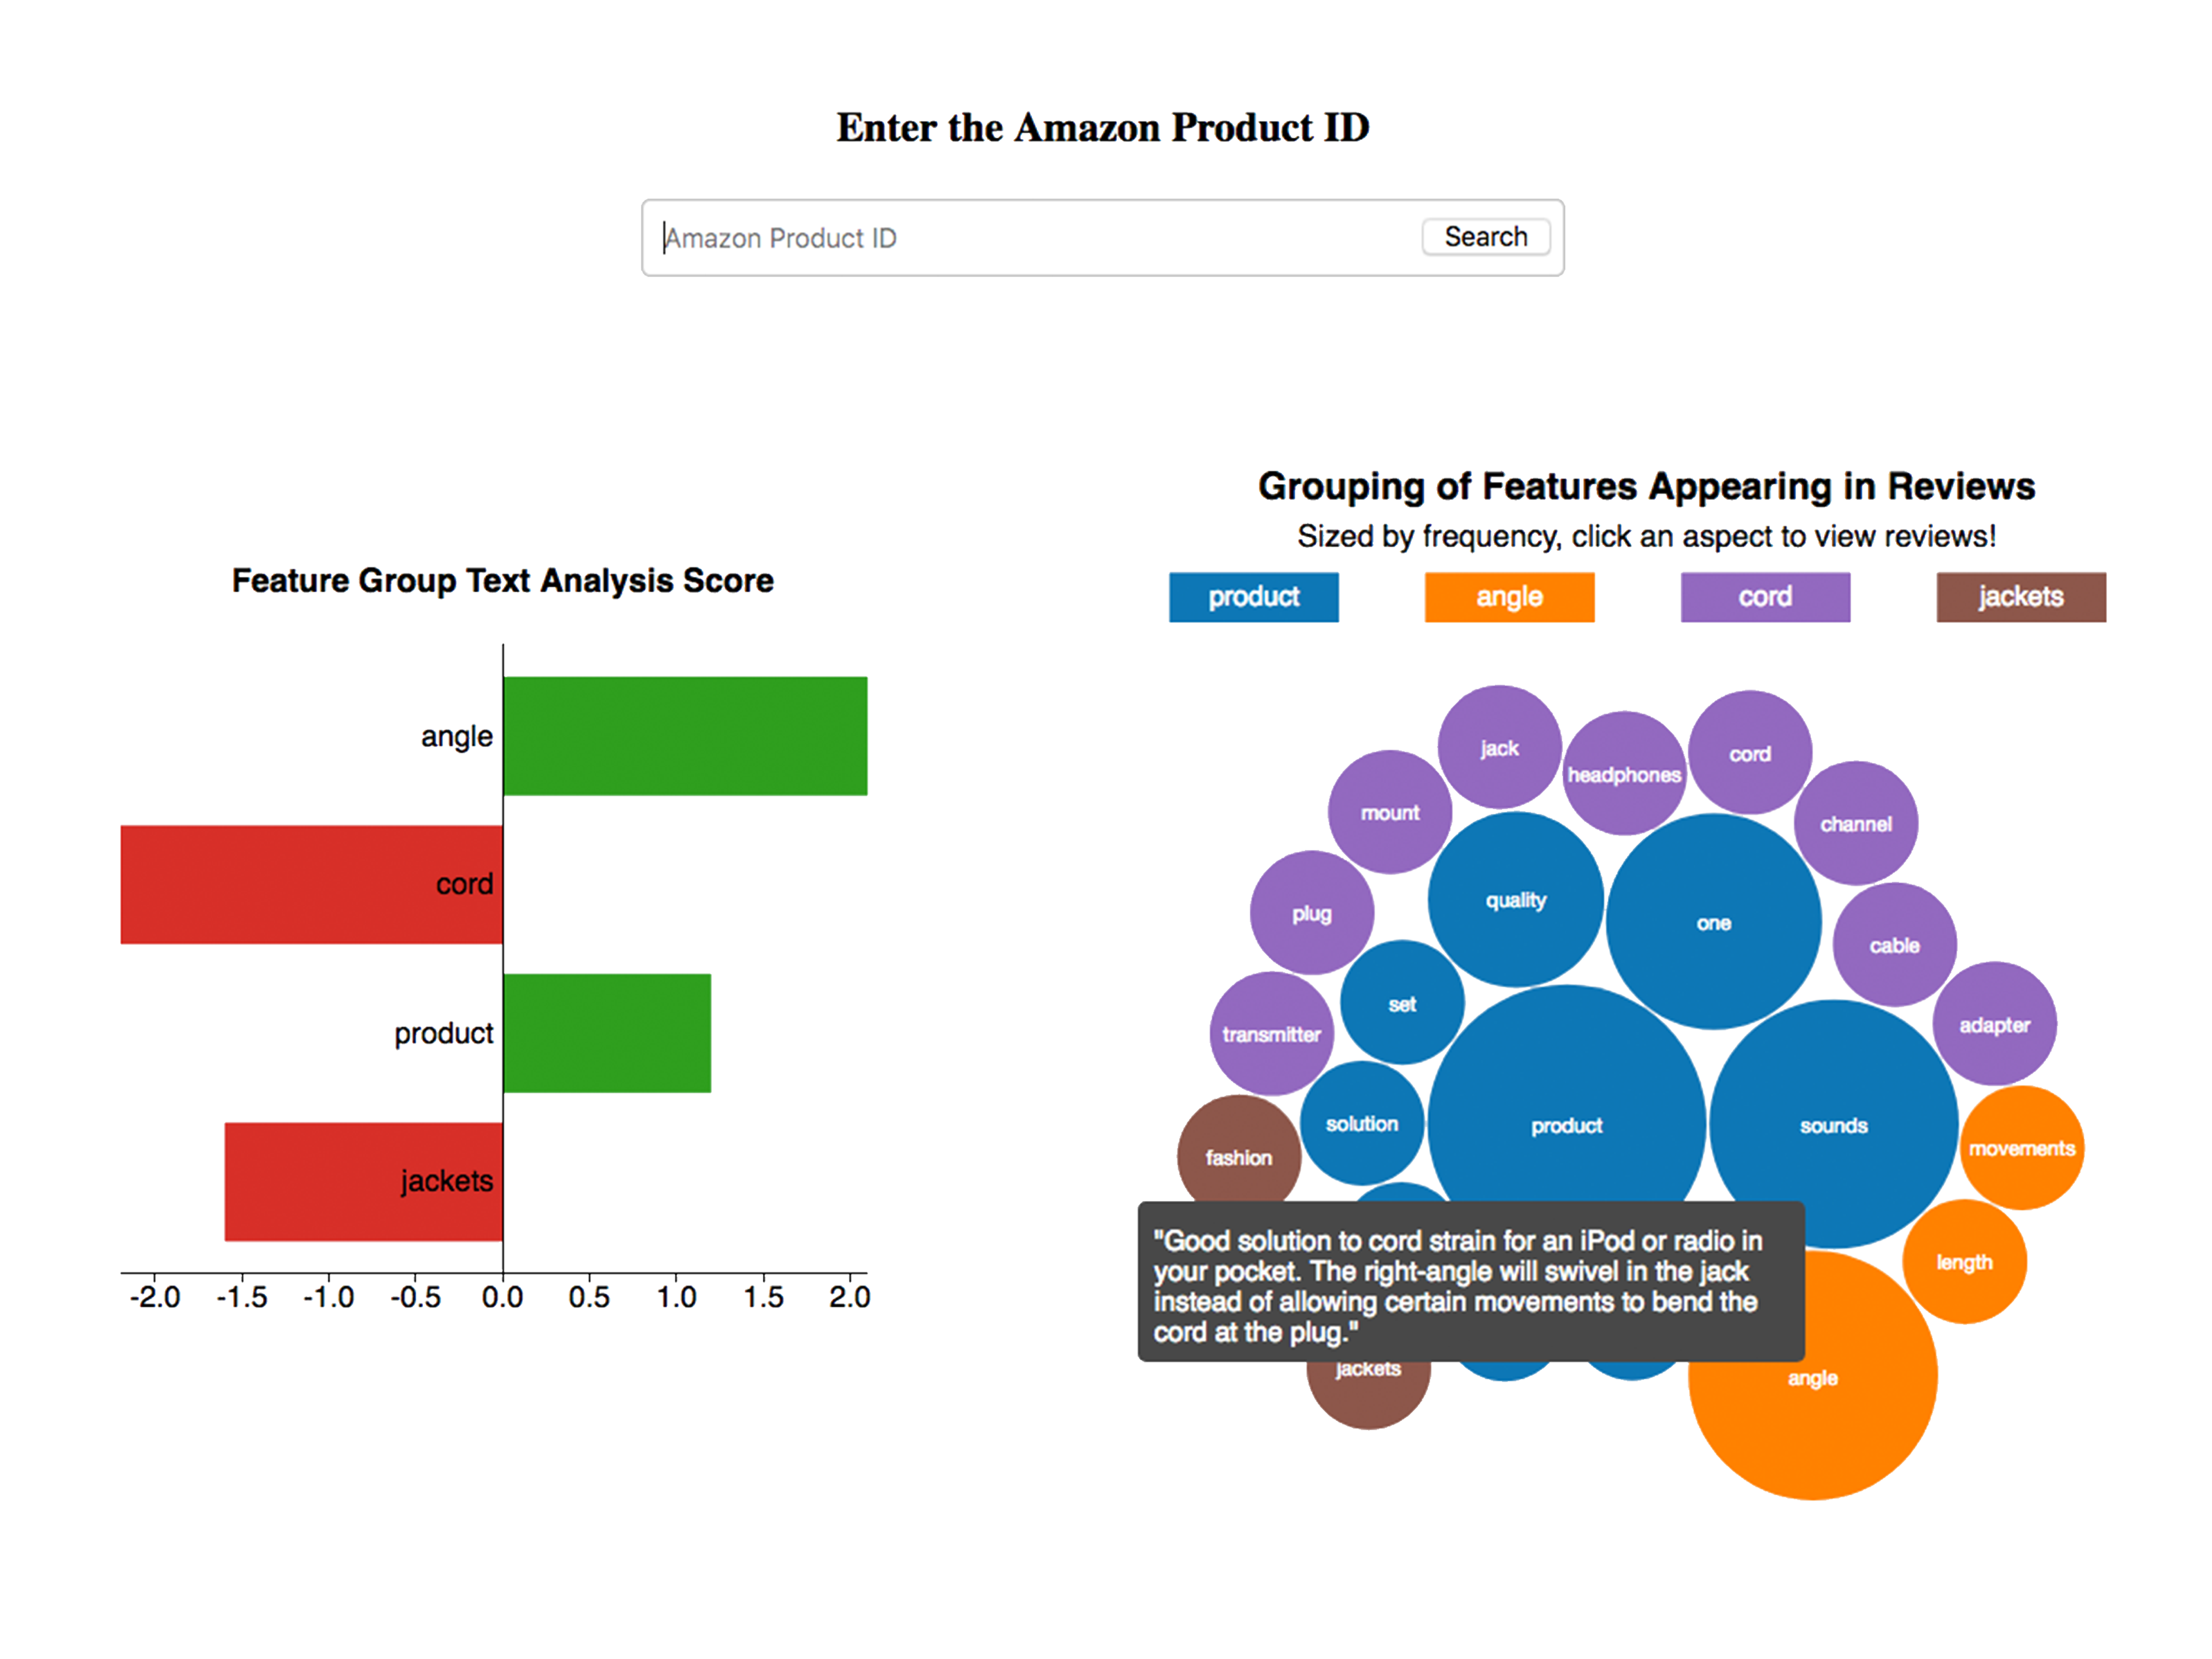 Enter the Amazon Product ID
Amazon Product ID
Search
Feature Group Text Analysis Score
angle
cord
product
jackets
-2.0 -1.5 -1.0 -0.5 0.0 0.5 1.0 1.5 2.0
Grouping of Features Appearing in Reviews
Sized by frequency, click an aspect to view reviews!
product angle cord jackets
jack
headphones
cord
mount
channel
quality
plug
one
cable
set
adapter
transmitter
solution
product
sounds
movements
fashion
length
"Good solution to cord strain for an iPod or radio in
your pocket. The right-angle will swivel in the jack
instead of allowing certain movements to bend the
cord at the plug."
jackets
angle